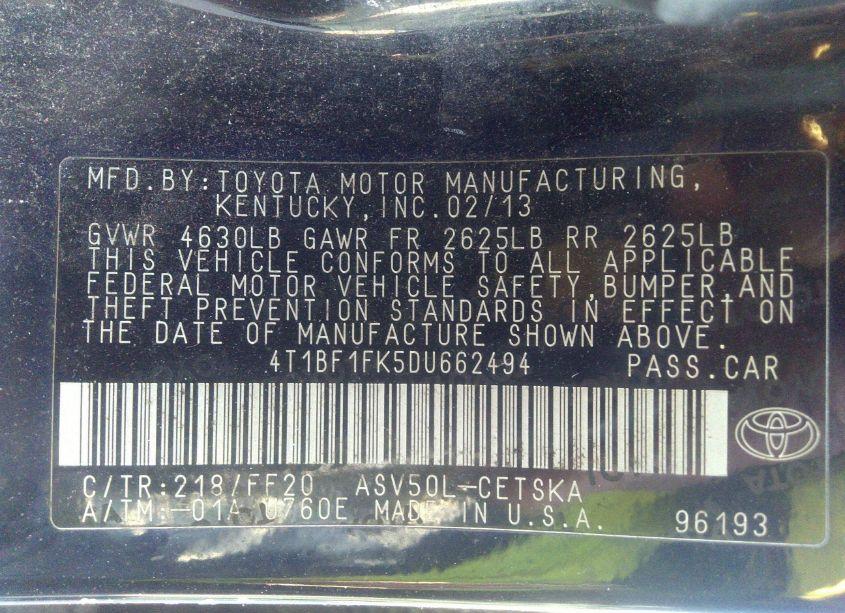 MFD.BY:TOYOTA MOTOR MANUFACTURING,
KENTUCKY,INC.02/13
GVWR 4630LB GAWR FR 2625LB RR 2625LB
THIS VEHICLE CONFORMS TO ALL APPLICABLE
FEDERAL MOTOR VEHICLE SAFETY,BUMPER,AND
THEFT PREVENTION STANDARDS IN EFFECT ON
THE DATE OF MANUFACTURE SHOWN ABOVE.
4T1BF1FK5DU662494 PASS.CAR
C/TR:218/FF20 ASV50L-CETSKA
A/TM:-01A U760E MADE IN U.S.A. 96193